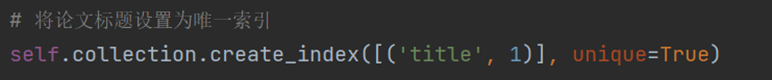 # 将论文标题设置为唯一索引
self.collection.create_index([('title', 1)], unique=True)